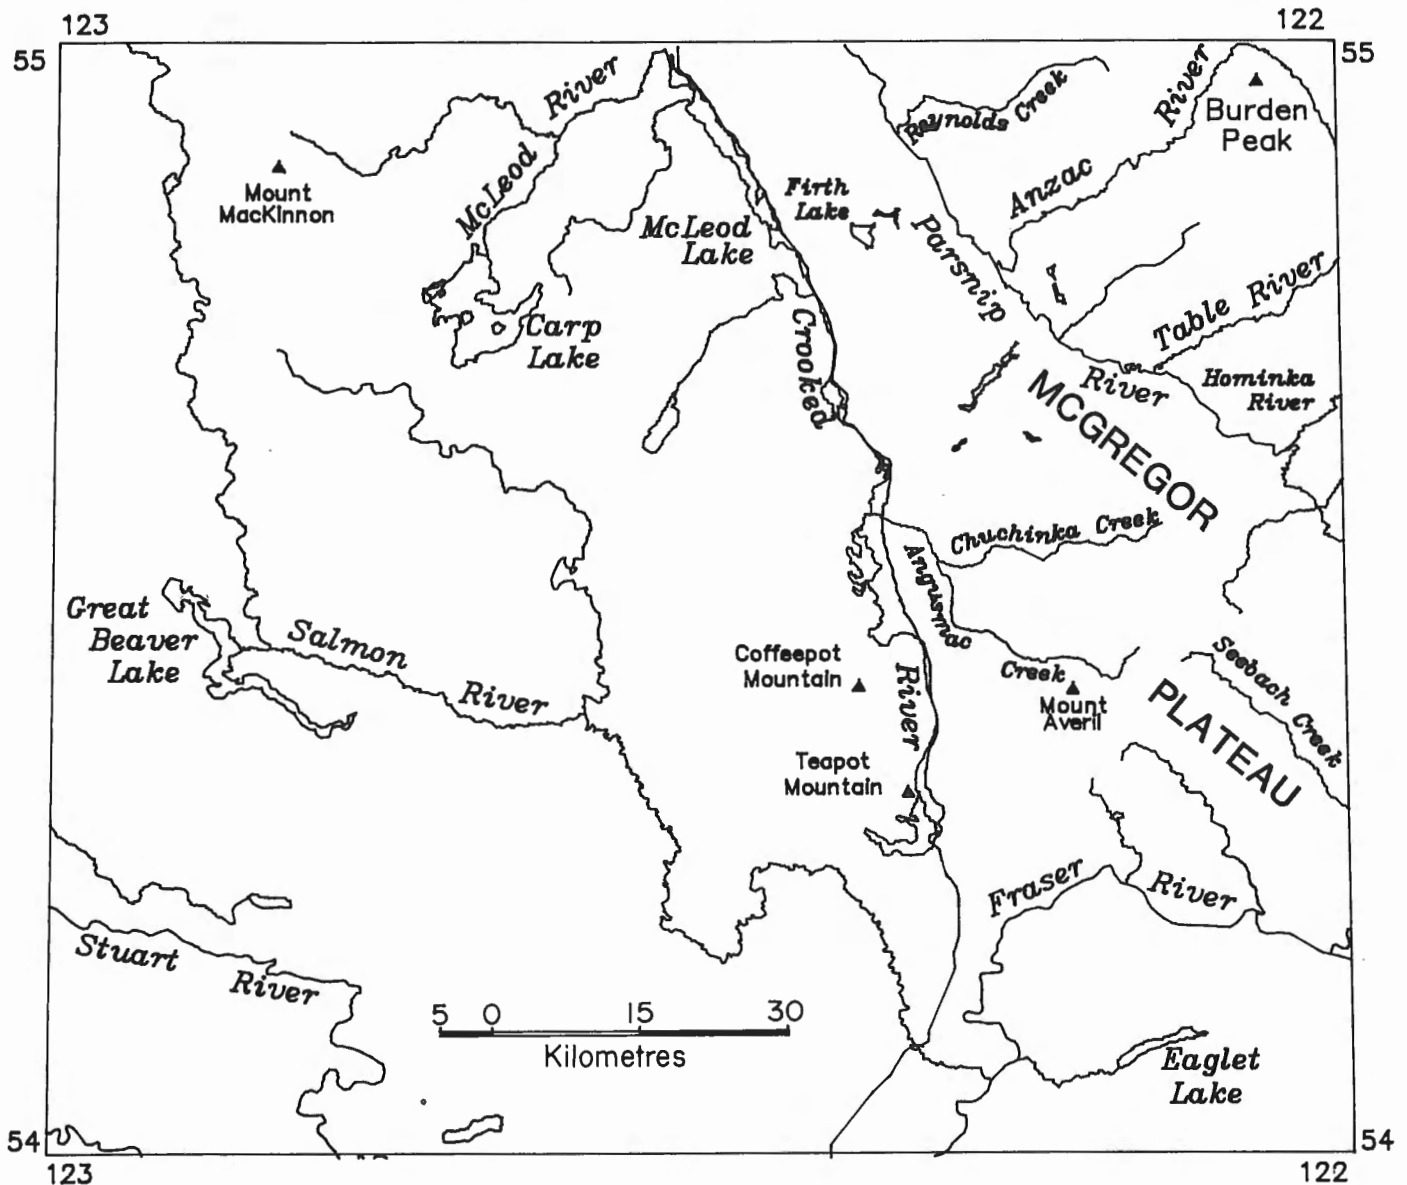 123
122
55
55
McLeod River
Reynolds Creek
Anzac River
Burden
Peak
Mount
MacKinnon
Firth
Lake
McLeod
Lake
Parsnip River
Table River
Carp
Lake
Crooked River
Hominka
River
MCGREGOR
PLATEAU
Chuchinka Creek
Angusmac Creek
Great
Beaver
Lake
Salmon River
Coffeepot
Mountain
Mount
Averil
Seebach Creek
Teapot
Mountain
Fraser River
Stuart River
5 0 15 30
Kilometres
Eaglet
Lake
54
54
123
122